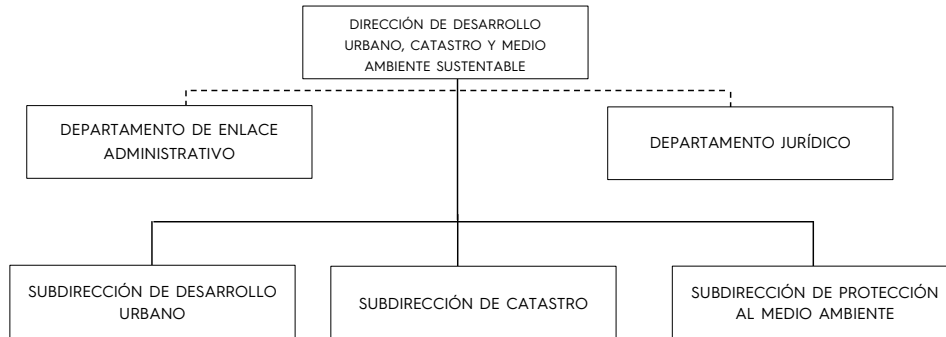 DIRECCIÓN DE DESARROLLO
URBANO, CATASTRO Y MEDIO
AMBIENTE SUSTENTABLE
DEPARTAMENTO DE ENLACE
ADMINISTRATIVO
DEPARTAMENTO JURÍDICO
SUBDIRECCIÓN DE DESARROLLO
URBANO
SUBDIRECCIÓN DE CATASTRO
SUBDIRECCIÓN DE PROTECCIÓN
AL MEDIO AMBIENTE